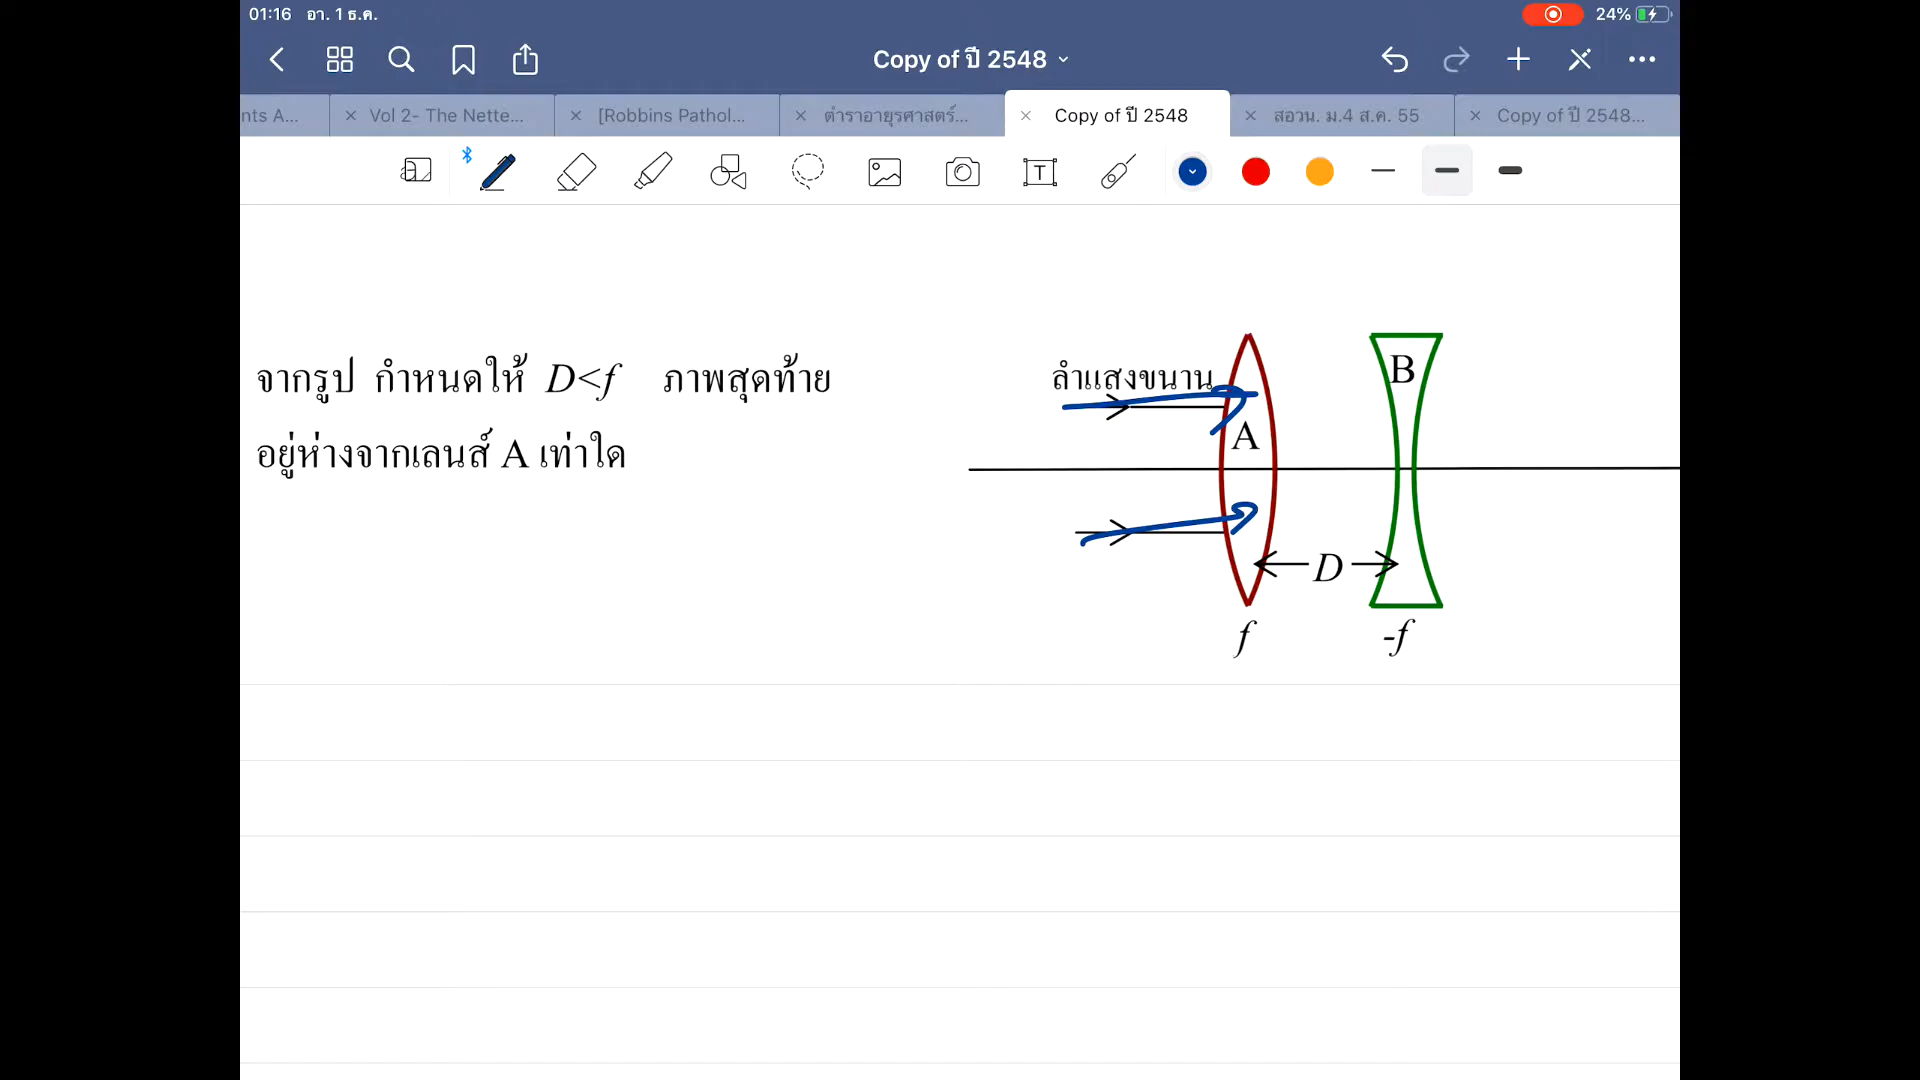 01:16 อา. 1 ธ.ค.
24%
Copy of ปี 2548
nts A...
Vol 2- The Nette...
[Robbins Pathol...
ตำราอายุรศาสตร์...
Copy of ปี 2548
สอวน. ม.4 ส.ค. 55
Copy of ปี 2548...
จากรูป กำหนดให้ D<f ภาพสุดท้าย
อยู่ห่างจากเลนส์ A เท่าใด
ลำแสงขนาน
B
A
D
f
-f